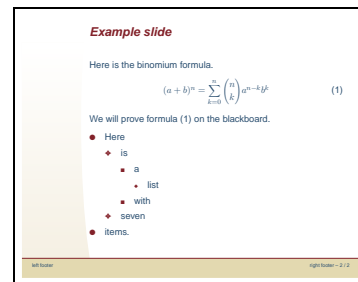 Example slide
Here is the binomium formula.
(a + b)^n = \sum_{k=0}^{n} \binom{n}{k} a^{n-k} b^k (1)
We will prove formula (1) on the blackboard.
Here
is
a
list
with
seven
items.
left footer right footer – 2 / 2